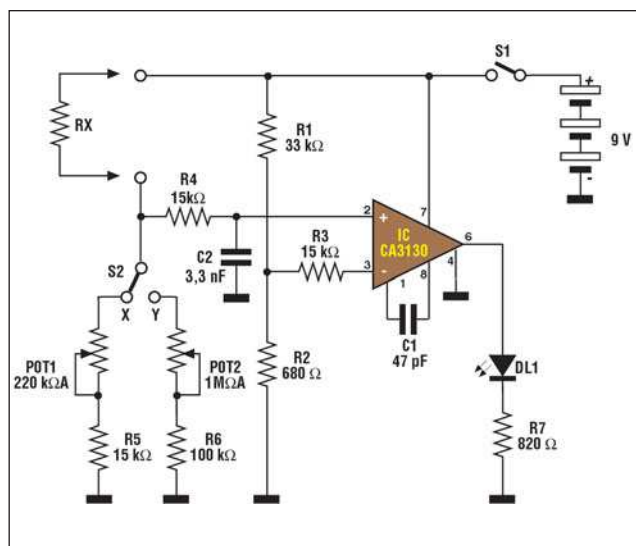 S1
+
9 V
-
RX
R1
33 kΩ
R4
15kΩ
2
+
7
IC
CA3130
6
R3
15 kΩ
3
-
4
1
8
C2
3,3 nF
S2
X
Y
C1
47 pF
POT1
220 kΩA
POT2
1MΩA
R2
680 Ω
DL1
R5
15 kΩ
R6
100 kΩ
R7
820 Ω